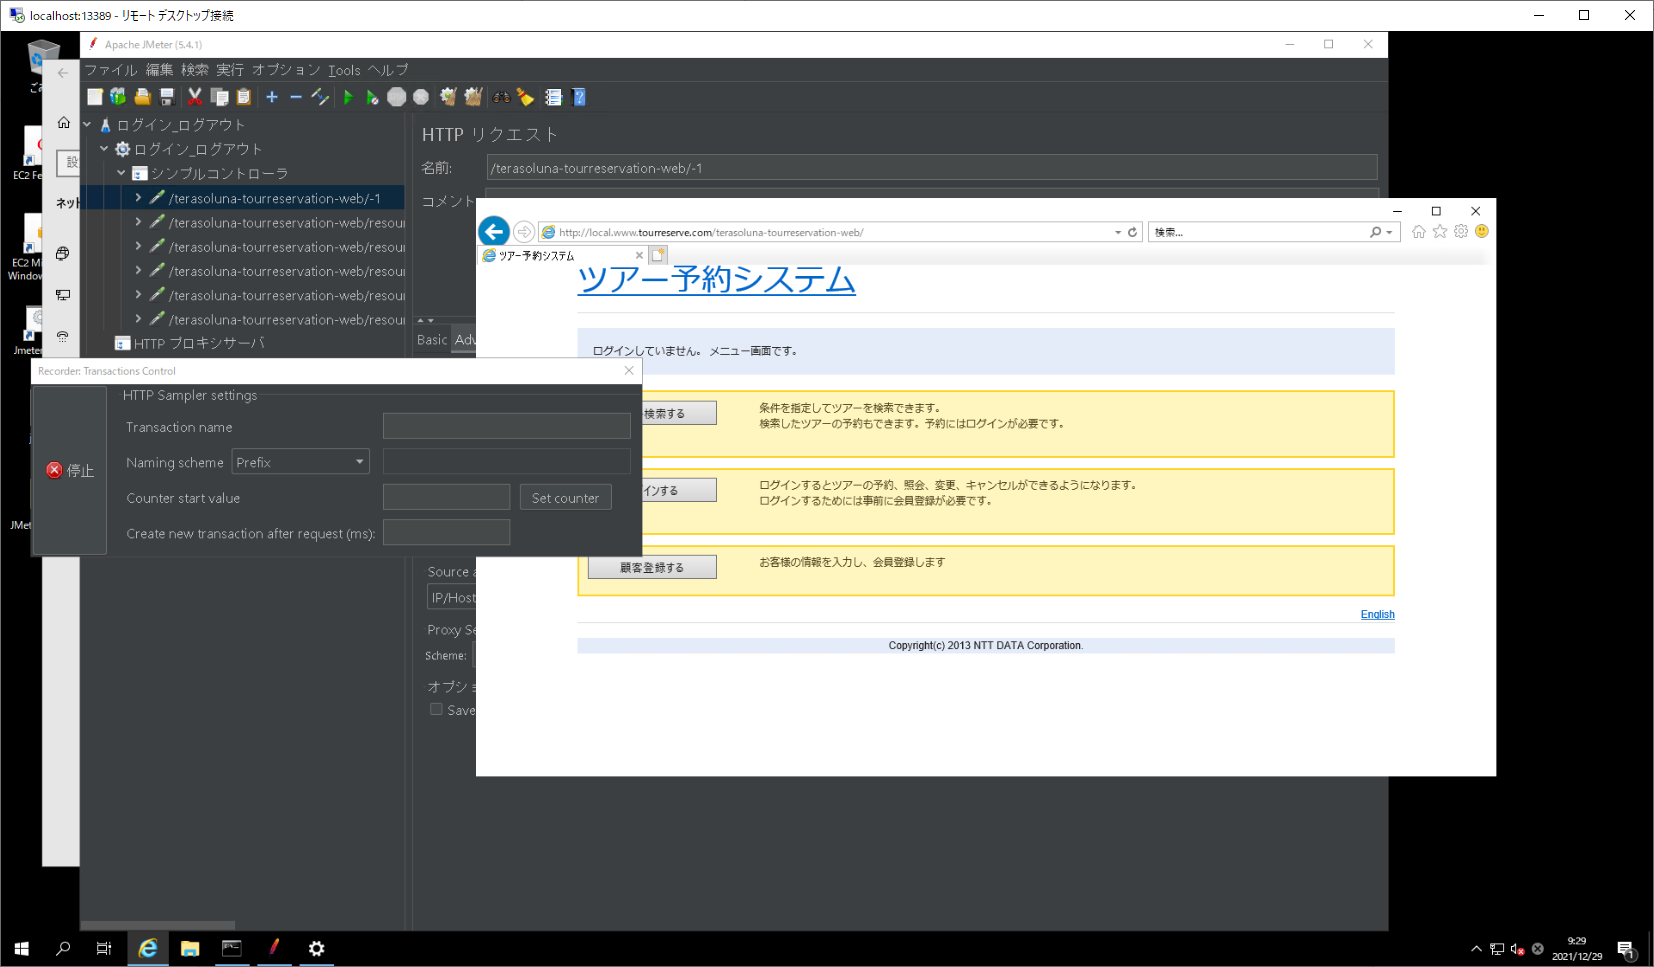 localhost:13389 - リモート デスクトップ接続
Apache JMeter (5.4.1)
ファイル 編集 検索 実行 オプション Tools ヘルプ
ログイン_ログアウト
ログイン_ログアウト
シンプルコントローラ
/terasoluna-tourreservation-web/-1
/terasoluna-tourreservation-web/resour
/terasoluna-tourreservation-web/resour
/terasoluna-tourreservation-web/resour
/terasoluna-tourreservation-web/resour
/terasoluna-tourreservation-web/resour
HTTP プロキシサーバ
HTTP リクエスト
名前:
/terasoluna-tourreservation-web/-1
コメント
Basic
Adv
ごみ
EC2 Fe
EC2 Mi
Windows
Jmeter
JMet
設
ネット
http://local.www.tourreserve.com/terasoluna-tourreservation-web/
検索...
ツアー予約システム
ツアー予約システム
ログインしていません。 メニュー画面です。
検索する
条件を指定してツアーを検索できます。
検索したツアーの予約もできます。予約にはログインが必要です。
インする
ログインするとツアーの予約、照会、変更、キャンセルができるようになります。
ログインするためには事前に会員登録が必要です。
顧客登録する
お客様の情報を入力し、会員登録します
English
Copyright(c) 2013 NTT DATA Corporation.
Recorder: Transactions Control
停止
HTTP Sampler settings
Transaction name
Naming scheme
Prefix
Counter start value
Set counter
Create new transaction after request (ms):
Source a
IP/Host
Proxy Se
Scheme:
オプショ
Save
9:29
2021/12/29
1